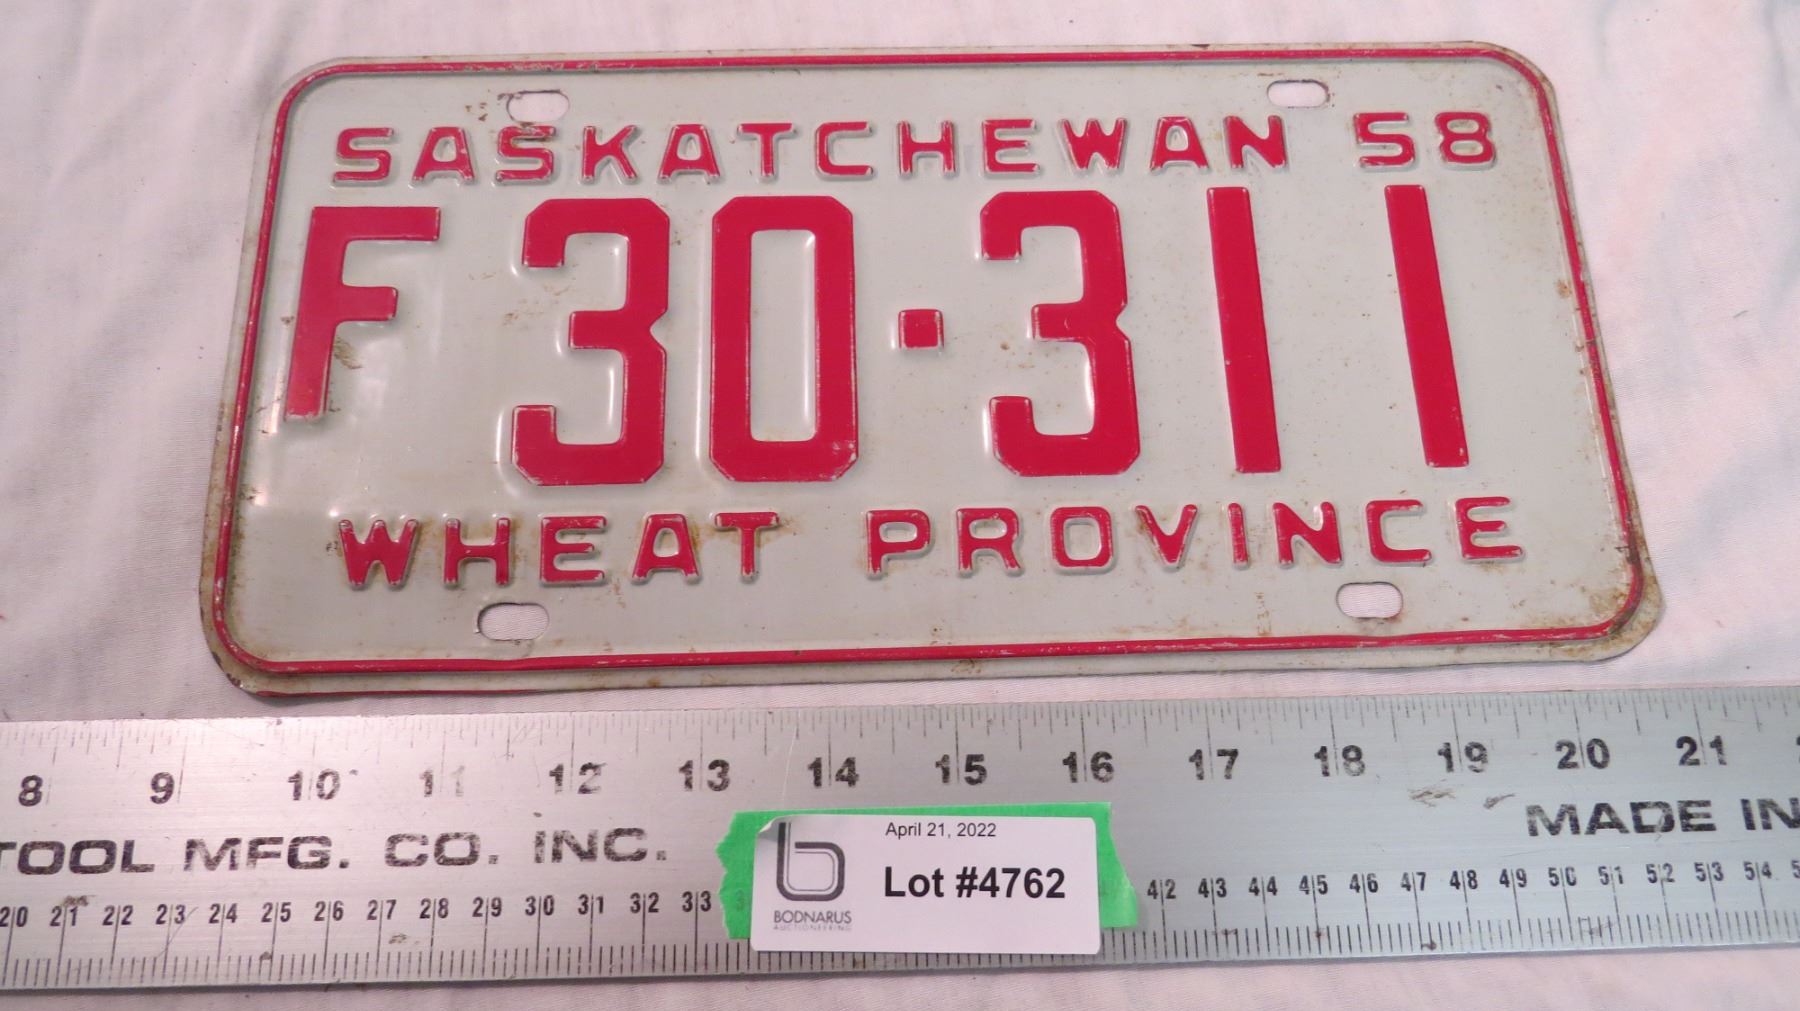 SASKATCHEWAN 58
F 30·311
WHEAT PROVINCE
8 9 10 11 12 13 14 15 16 17 18 19 20 21
TOOL MFG. CO. INC.
MADE IN
April 21, 2022
Lot #4762
BODNARUS
AUCTIONEERING
20 21 22 23 24 25 26 27 28 29 30 31 32 33 42 43 44 45 46 47 48 49 50 51 52 53 54